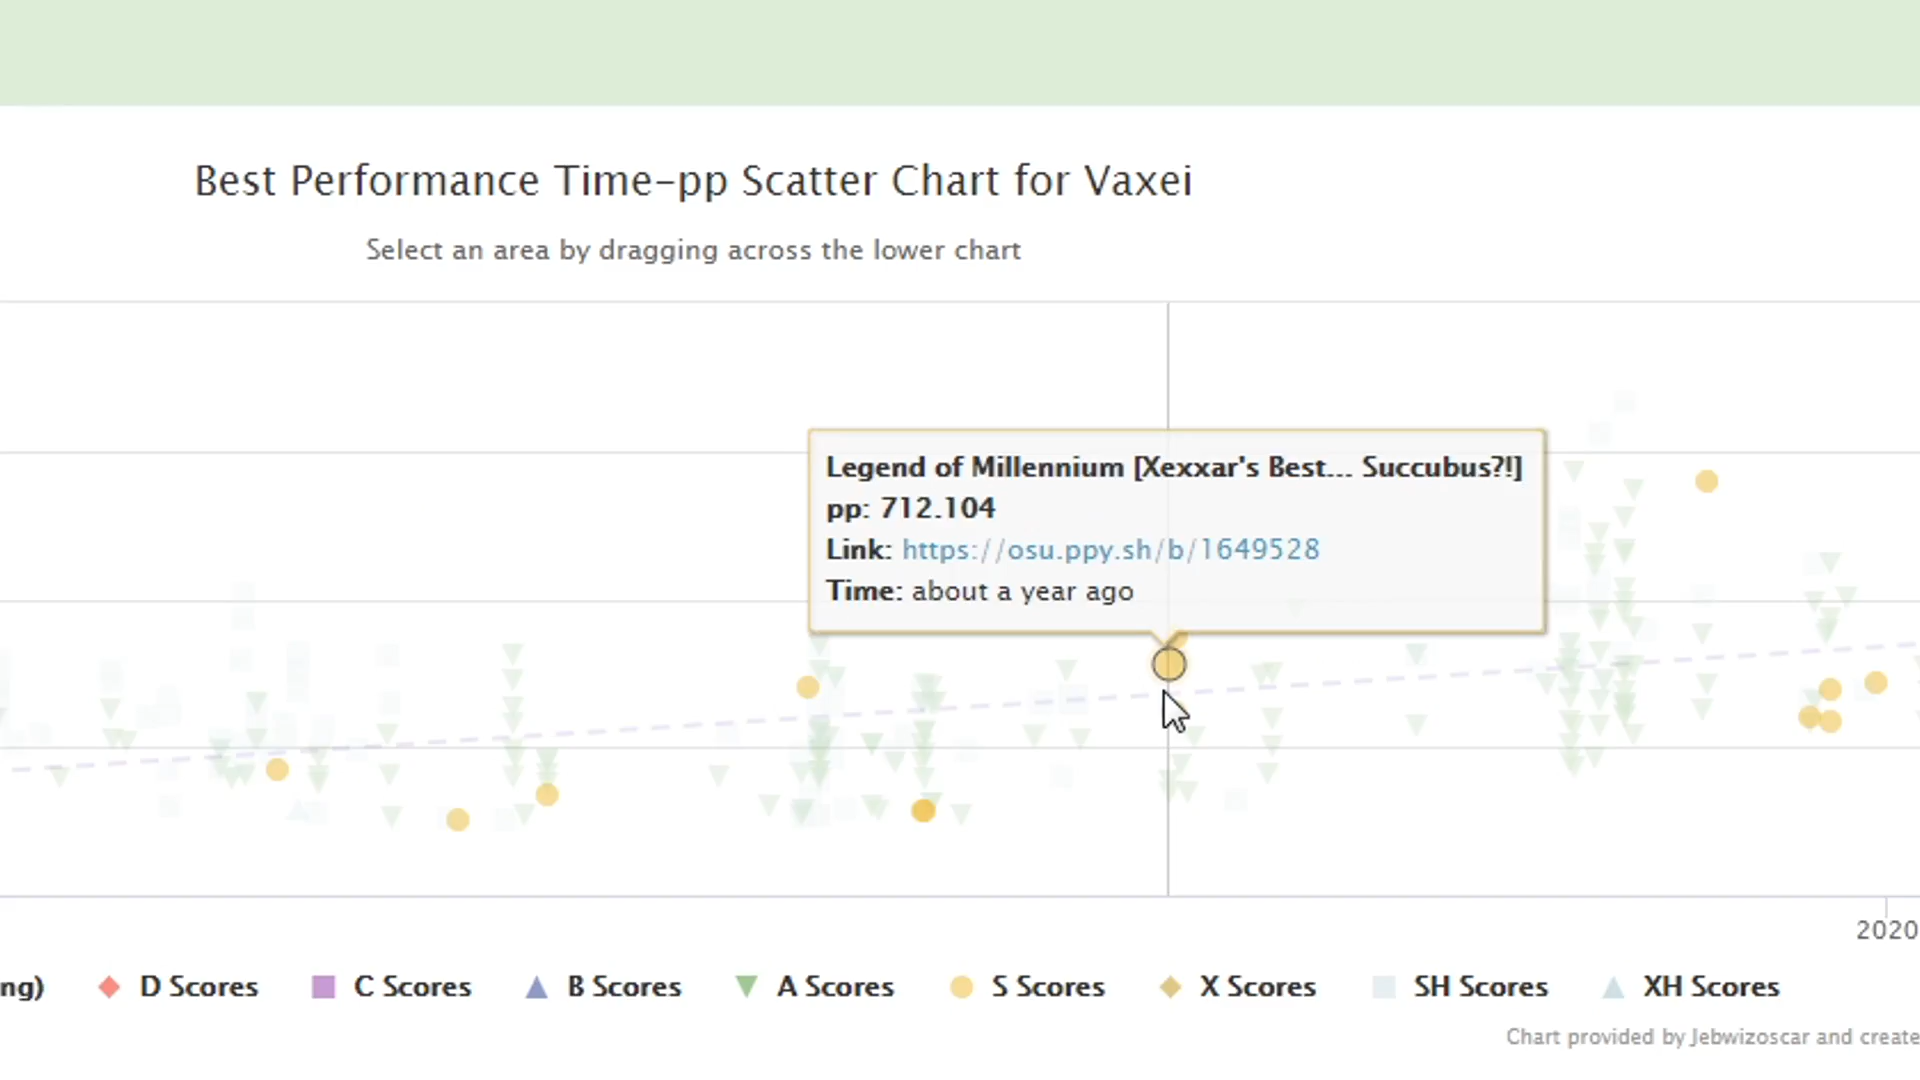 Best Performance Time-pp Scatter Chart for Vaxei
Select an area by dragging across the lower chart
Legend of Millennium [Xexxar's Best... Succubus?!]
pp: 712.104
Link: https://osu.ppy.sh/b/1649528
Time: about a year ago
2020
ng) D Scores C Scores B Scores A Scores S Scores X Scores SH Scores XH Scores
Chart provided by Jebwizoscar and create